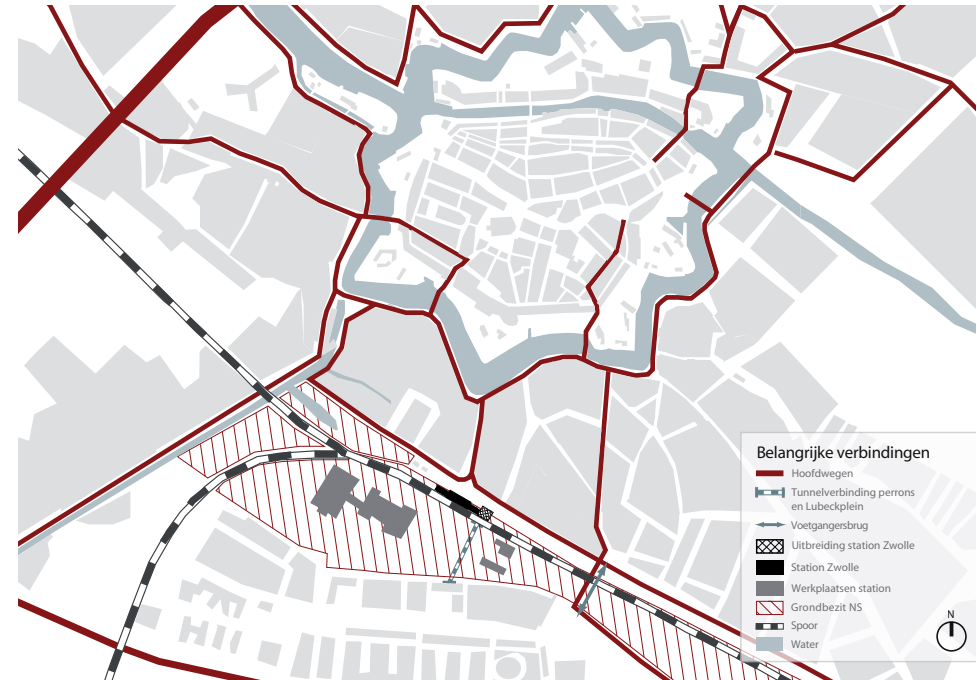 Belangrijke verbindingen
Hoofdwegen
Tunnelverbinding perrons
en Lubeckplein
Voetgangersbrug
Uitbreiding station Zwolle
Station Zwolle
Werkplaatsen station
Grondbezit NS
Spoor
Water
N